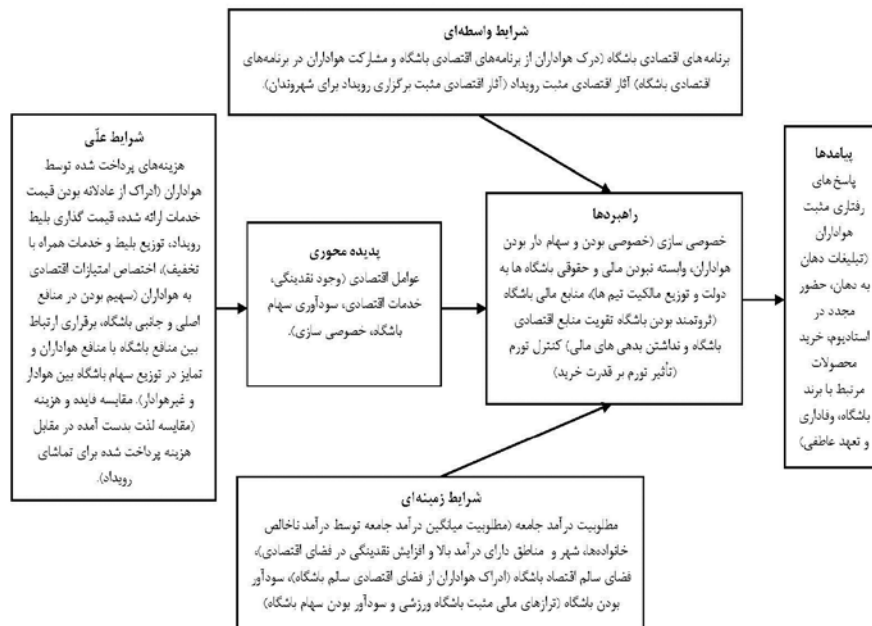 شرایط واسطه‌ای
برنامه‌های اقتصادی باشگاه (درک هواداران از برنامه‌های اقتصادی باشگاه و مشارکت هواداران در برنامه‌های
اقتصادی باشگاه) آثار اقتصادی مثبت رویداد (آثار اقتصادی مثبت برگزاری رویداد برای شهروندان).
شرایط علّی
هزینه‌های پرداخت شده توسط
هواداران (ادراک از عادلانه بودن قیمت
خدمات ارائه شده، قیمت گذاری بلیط
رویداد، توزیع بلیط و خدمات همراه با
تخفیف)، اختصاص امتیازات اقتصادی
به هواداران (سهیم بودن در منافع
اصلی و جانبی باشگاه، برقراری ارتباط
بین منافع باشگاه با منافع هواداران و
تمایز در توزیع سهام باشگاه بین هوادار
و غیرهوادار). مقایسه فایده و هزینه
(مقایسه لذت بدست آمده در مقابل
هزینه پرداخت شده برای تماشای
رویداد).
پدیده محوری
عوامل اقتصادی (وجود نقدینگی،
خدمات اقتصادی، سودآوری سهام
باشگاه، خصوصی سازی).
راهبردها
خصوصی سازی (خصوصی بودن و سهام دار بودن
هواداران، وابسته نبودن مالی و حقوقی باشگاه ها به
دولت و توزیع مالکیت تیم ها)، منابع مالی باشگاه
(ثروتمند بودن باشگاه تقویت منابع اقتصادی
باشگاه و نداشتن بدهی های مالی) کنترل تورم
(تأثیر تورم بر قدرت خرید)
پیامدها
پاسخ‌های
رفتاری مثبت
هواداران
(تبلیغات دهان
به دهان، حضور
مجدد در
استادیوم، خرید
محصولات
مرتبط با برند
باشگاه، وفاداری
و تعهد عاطفی)
شرایط زمینه‌ای
مطلوبیت درآمد جامعه (مطلوبیت میانگین درآمد جامعه توسط درآمد ناخالص
خانواده‌ها، شهر و مناطق دارای درآمد بالا و افزایش نقدینگی در فضای اقتصادی)،
فضای سالم اقتصاد باشگاه (ادراک هواداران از فضای اقتصادی سالم باشگاه)، سودآور
بودن باشگاه (ترازهای مالی مثبت باشگاه ورزشی و سودآور بودن سهام باشگاه)